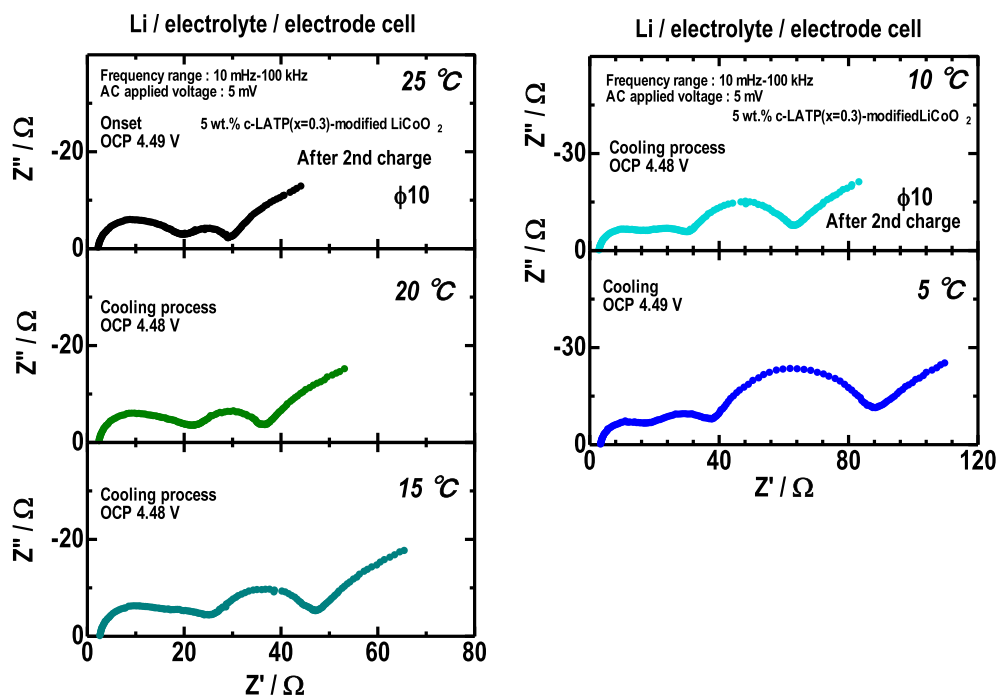 Li / electrolyte / electrode cell
Frequency range : 10 mHz-100 kHz
AC applied voltage : 5 mV
25 ℃
Onset
OCP 4.49 V
5 wt.% c-LATP(x=0.3)-modified LiCoO 2
After 2nd charge
ϕ10
Z'' / Ω
-20
0
20 ℃
Cooling process
OCP 4.48 V
Z'' / Ω
-20
0
15 ℃
Cooling process
OCP 4.48 V
Z'' / Ω
-20
0
0 20 40 60 80
Z' / Ω
Li / electrolyte / electrode cell
Frequency range : 10 mHz-100 kHz
AC applied voltage : 5 mV
10 ℃
5 wt.% c-LATP(x=0.3)-modifiedLiCoO 2
Cooling process
OCP 4.48 V
ϕ10
After 2nd charge
Z'' / Ω
-30
0
Cooling
OCP 4.49 V
5 ℃
Z'' / Ω
-30
0
0 40 80 120
Z' / Ω